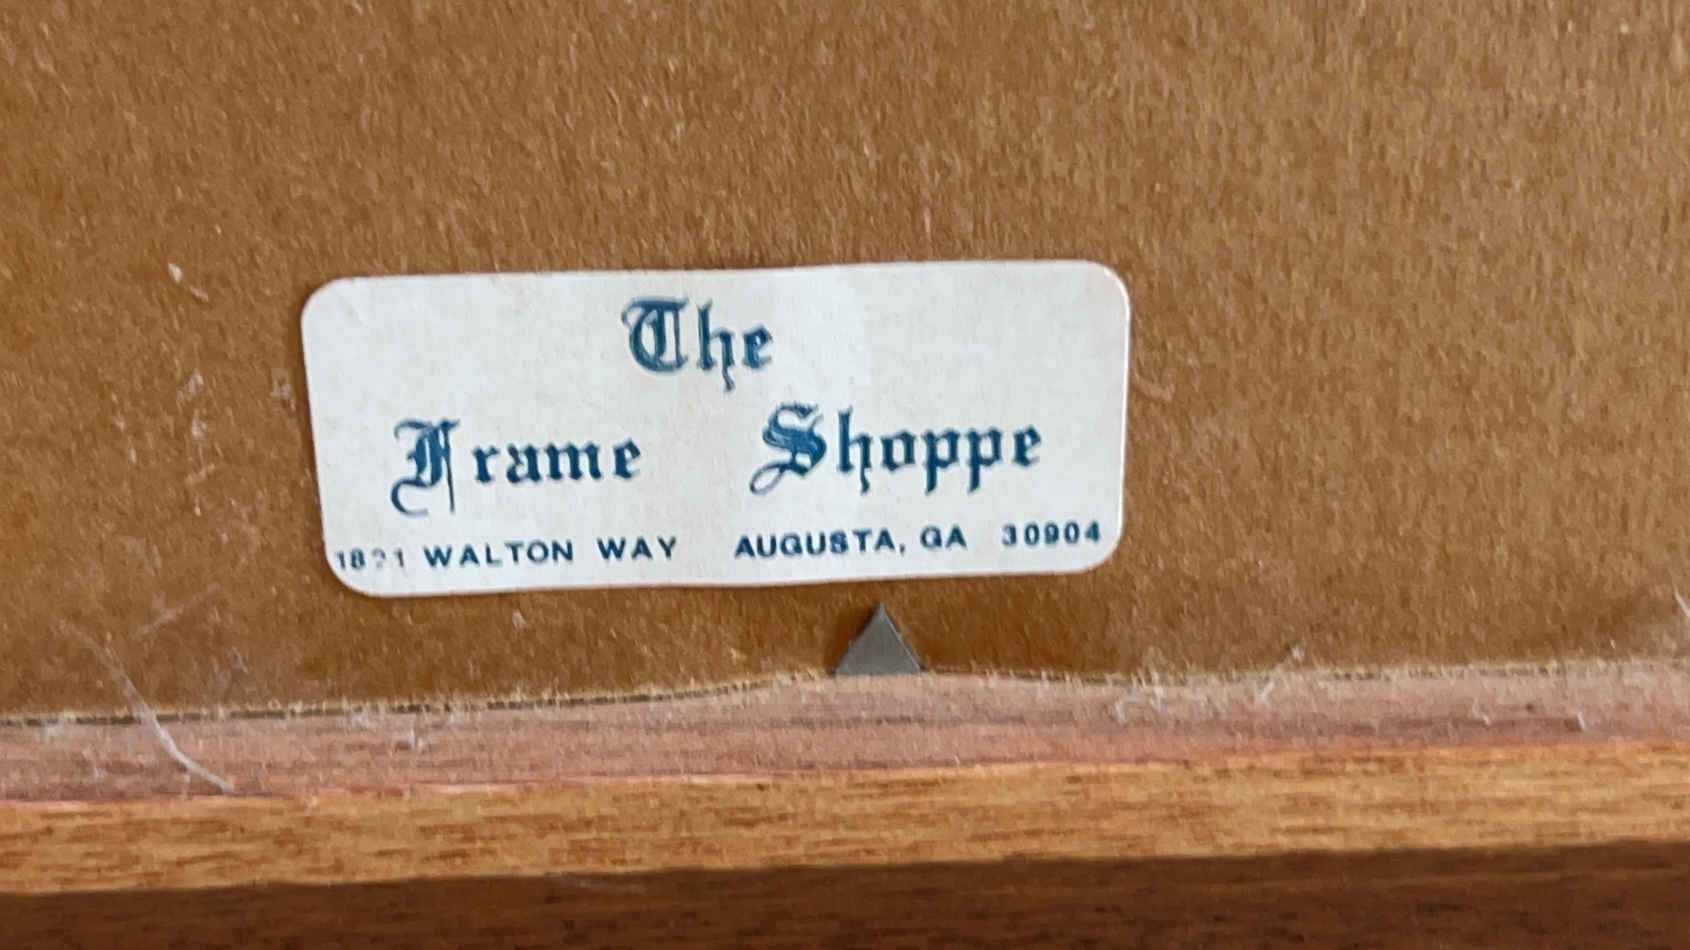 The
Frame Shoppe
WALTON WAY AUGUSTA, GA 30904